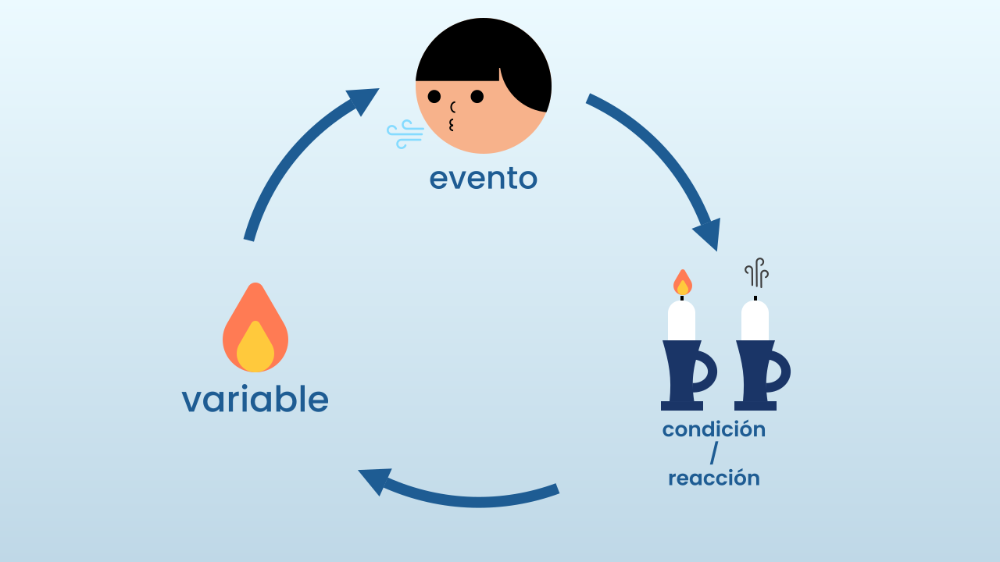 evento
variable
condición
/
reacción